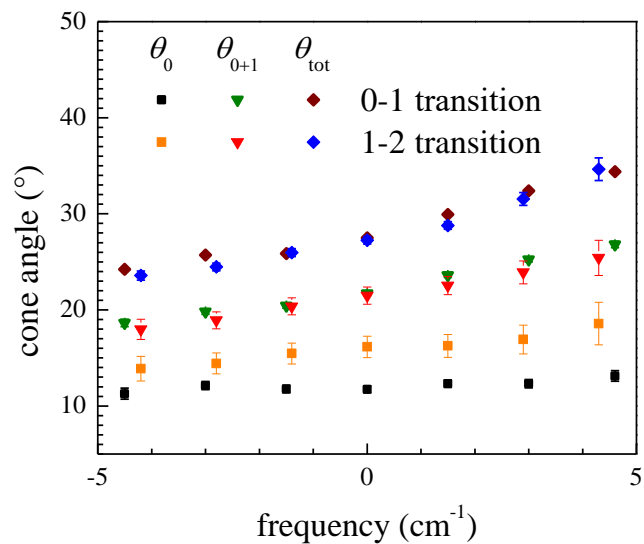 50
θ0 θ0+1 θtot
0-1 transition
40
1-2 transition
cone angle (°)
30
20
10
-5 0 5
frequency (cm-1)